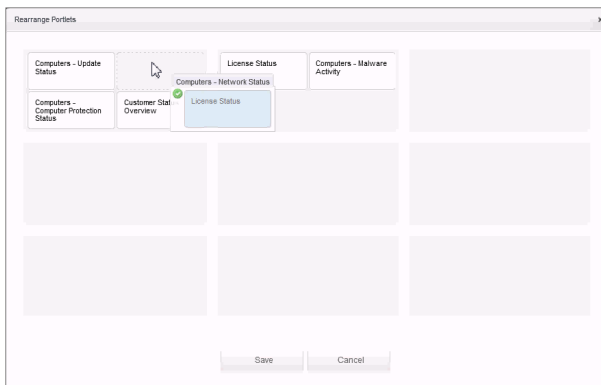 Rearrange Portlets
x
Computers - Update
Status
License Status
Computers - Malware
Activity
Computers - Network Status
License Status
Computers -
Computer Protection
Status
Customer Stat
Overview
Save
Cancel